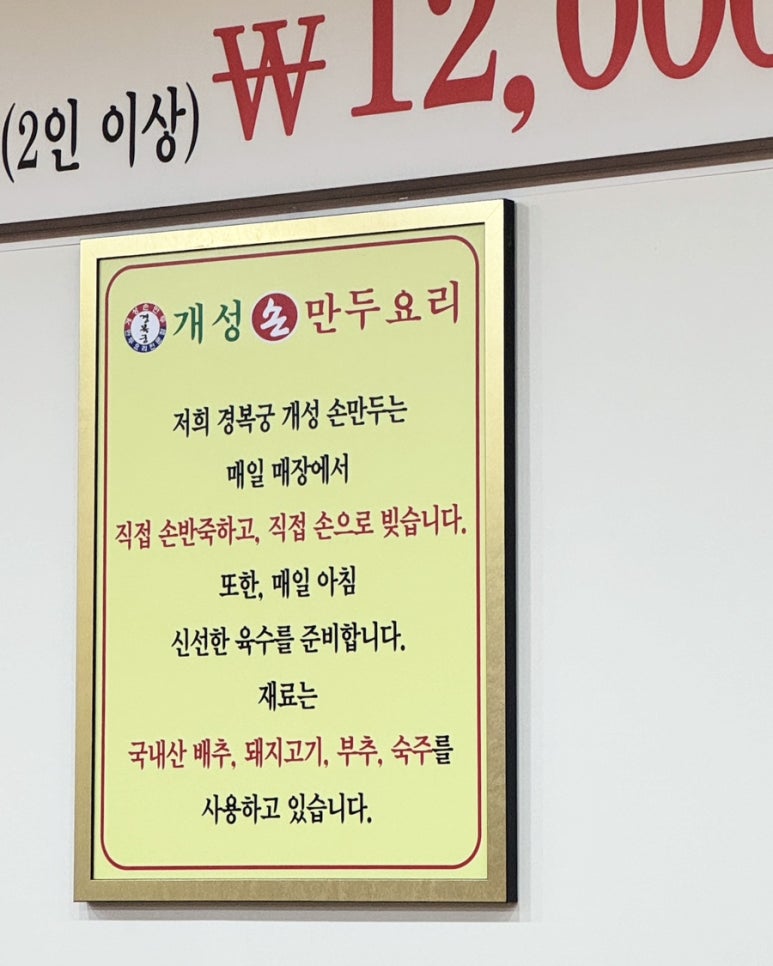 (2인 이상) ₩12,000
경복궁
개성 손 만두요리
저희 경복궁 개성 손만두는
매일 매장에서
직접 손반죽하고, 직접 손으로 빚습니다.
또한, 매일 아침
신선한 육수를 준비합니다.
재료는
국내산 배추, 돼지고기, 부추, 숙주를
사용하고 있습니다.